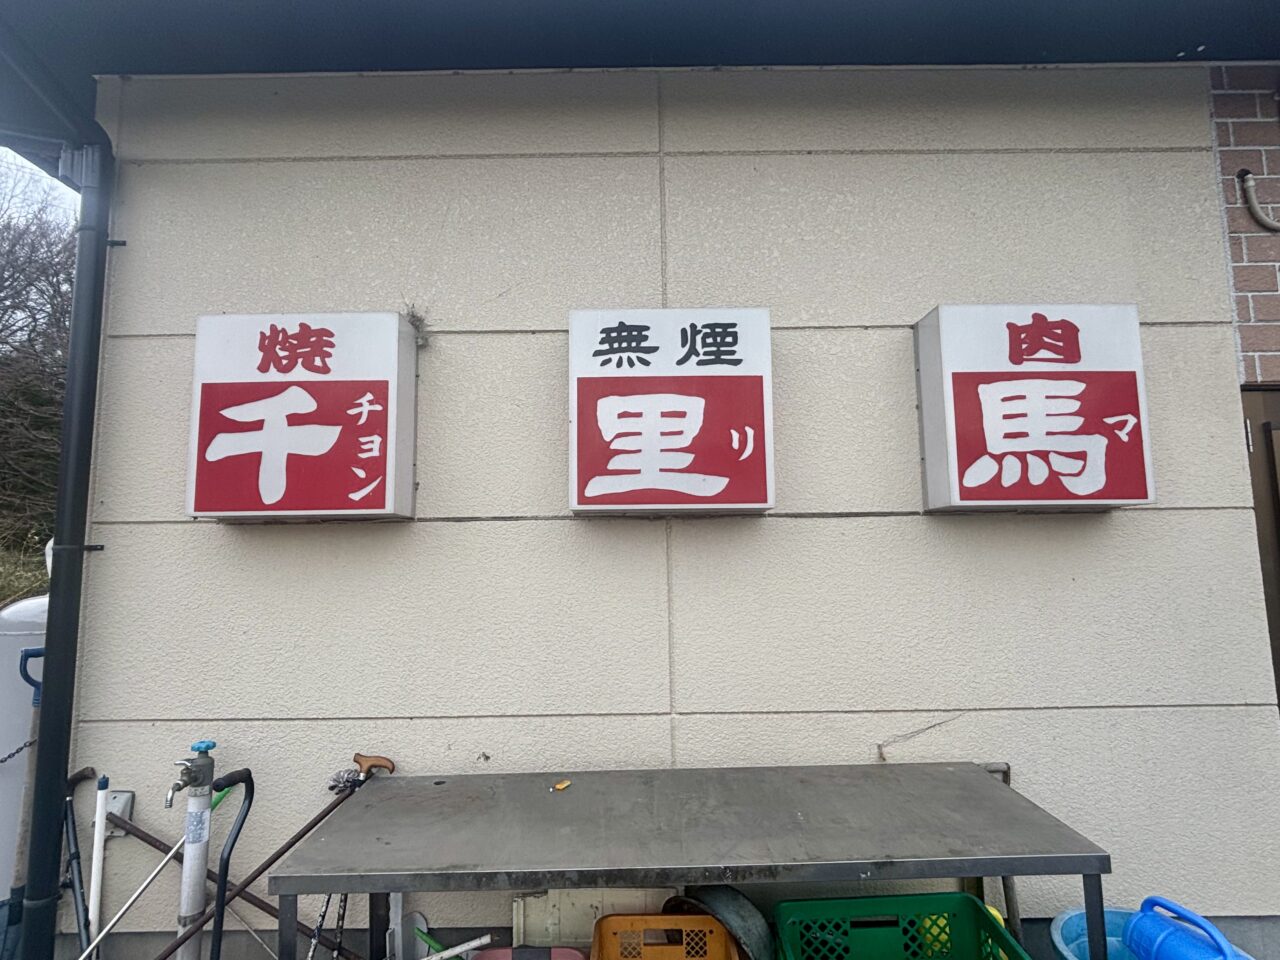 焼 無煙 肉
千 チョン 里 リ 馬 マ